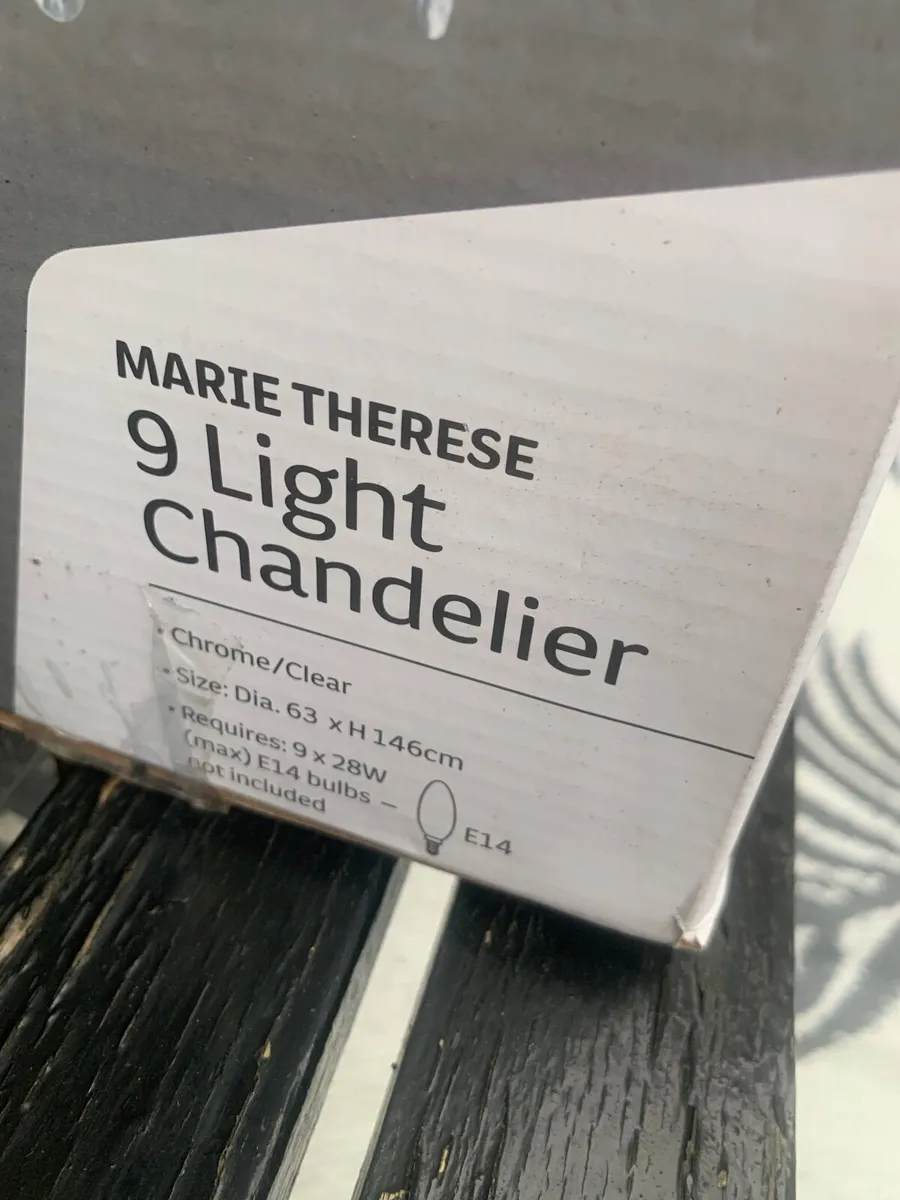 MARIE THERESE
9 Light
Chandelier
• Chrome/Clear
• Size: Dia. 63 x H 146cm
• Requires: 9 x 28W
(max) E14 bulbs –
not included
E14